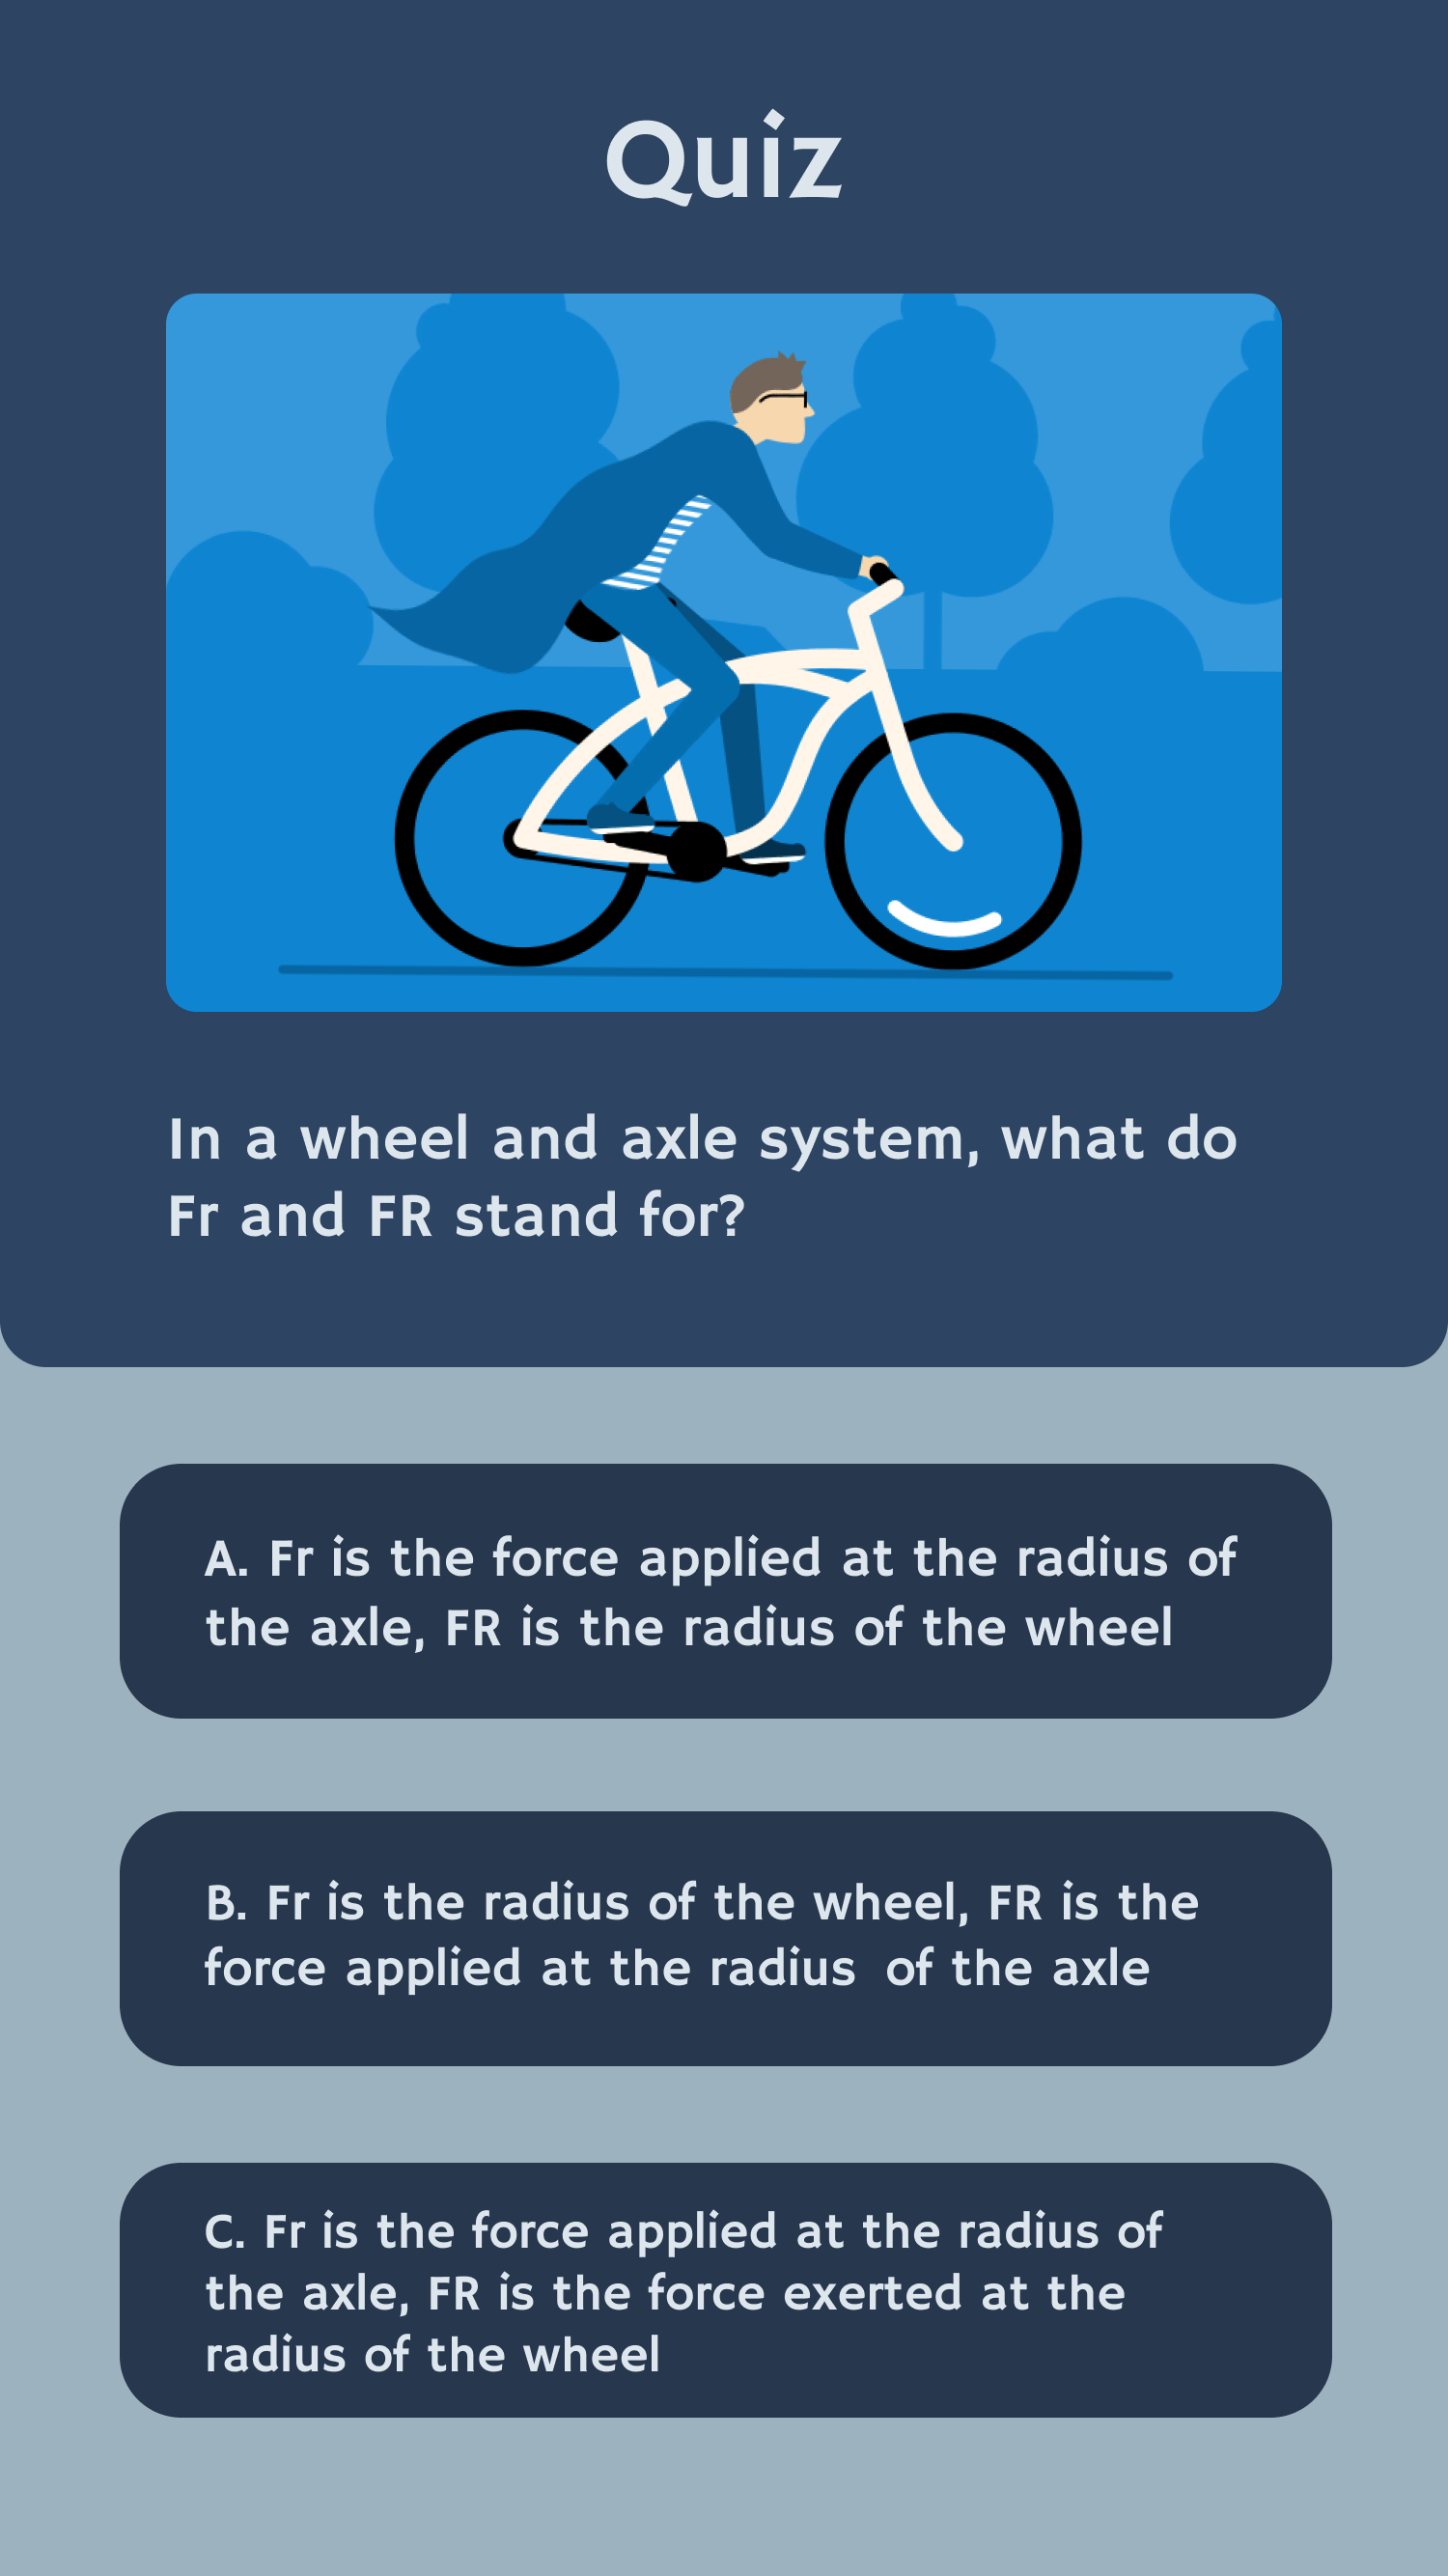 Quiz
In a wheel and axle system, what do
Fr and FR stand for?
A. Fr is the force applied at the radius of
the axle, FR is the radius of the wheel
B. Fr is the radius of the wheel, FR is the
force applied at the radius  of the axle
C. Fr is the force applied at the radius of
the axle, FR is the force exerted at the
radius of the wheel